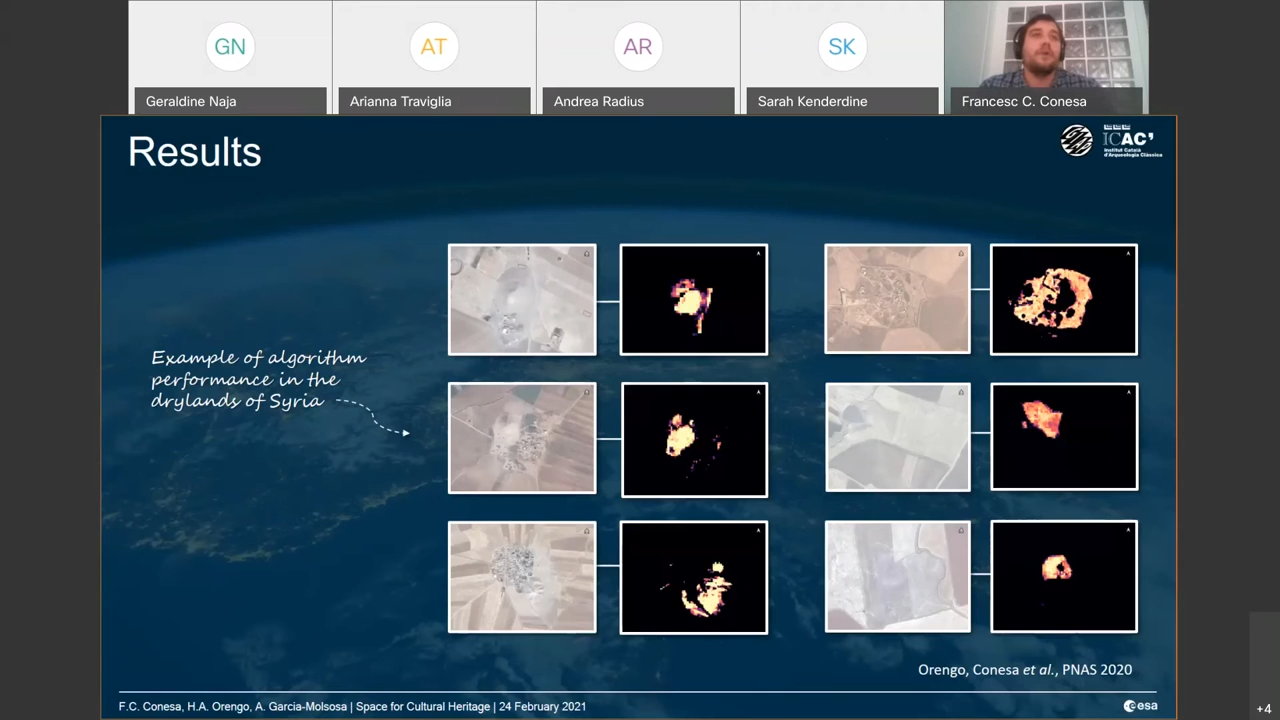 GN
AT
AR
SK
Geraldine Naja
Arianna Traviglia
Andrea Radius
Sarah Kenderdine
Francesc C. Conesa
Results
ICAC'
Institut Català
d'Arqueologia Clàssica
Example of algorithm
performance in the
drylands of Syria
Orengo, Conesa et al., PNAS 2020
F.C. Conesa, H.A. Orengo, A. Garcia-Molsosa | Space for Cultural Heritage | 24 February 2021
esa
+4